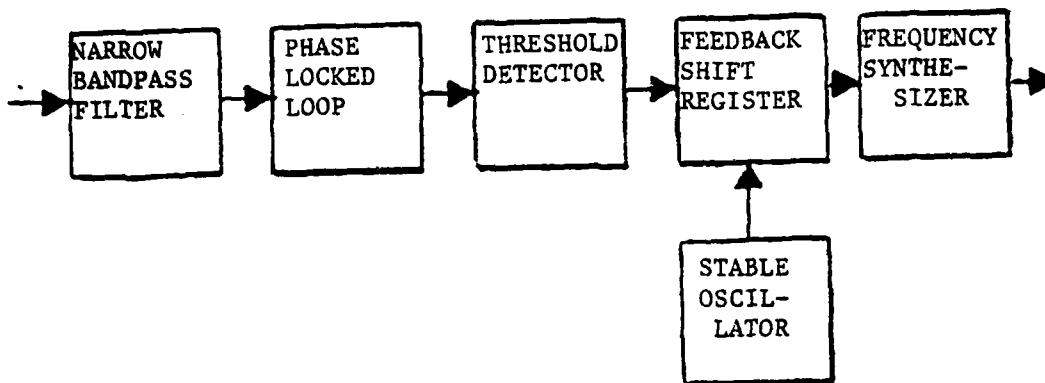 NARROW
BANDPASS
FILTER
PHASE
LOCKED
LOOP
THRESHOLD
DETECTOR
FEEDBACK
SHIFT
REGISTER
FREQUENCY
SYNTHE-
SIZER
STABLE
OSCIL-
LATOR